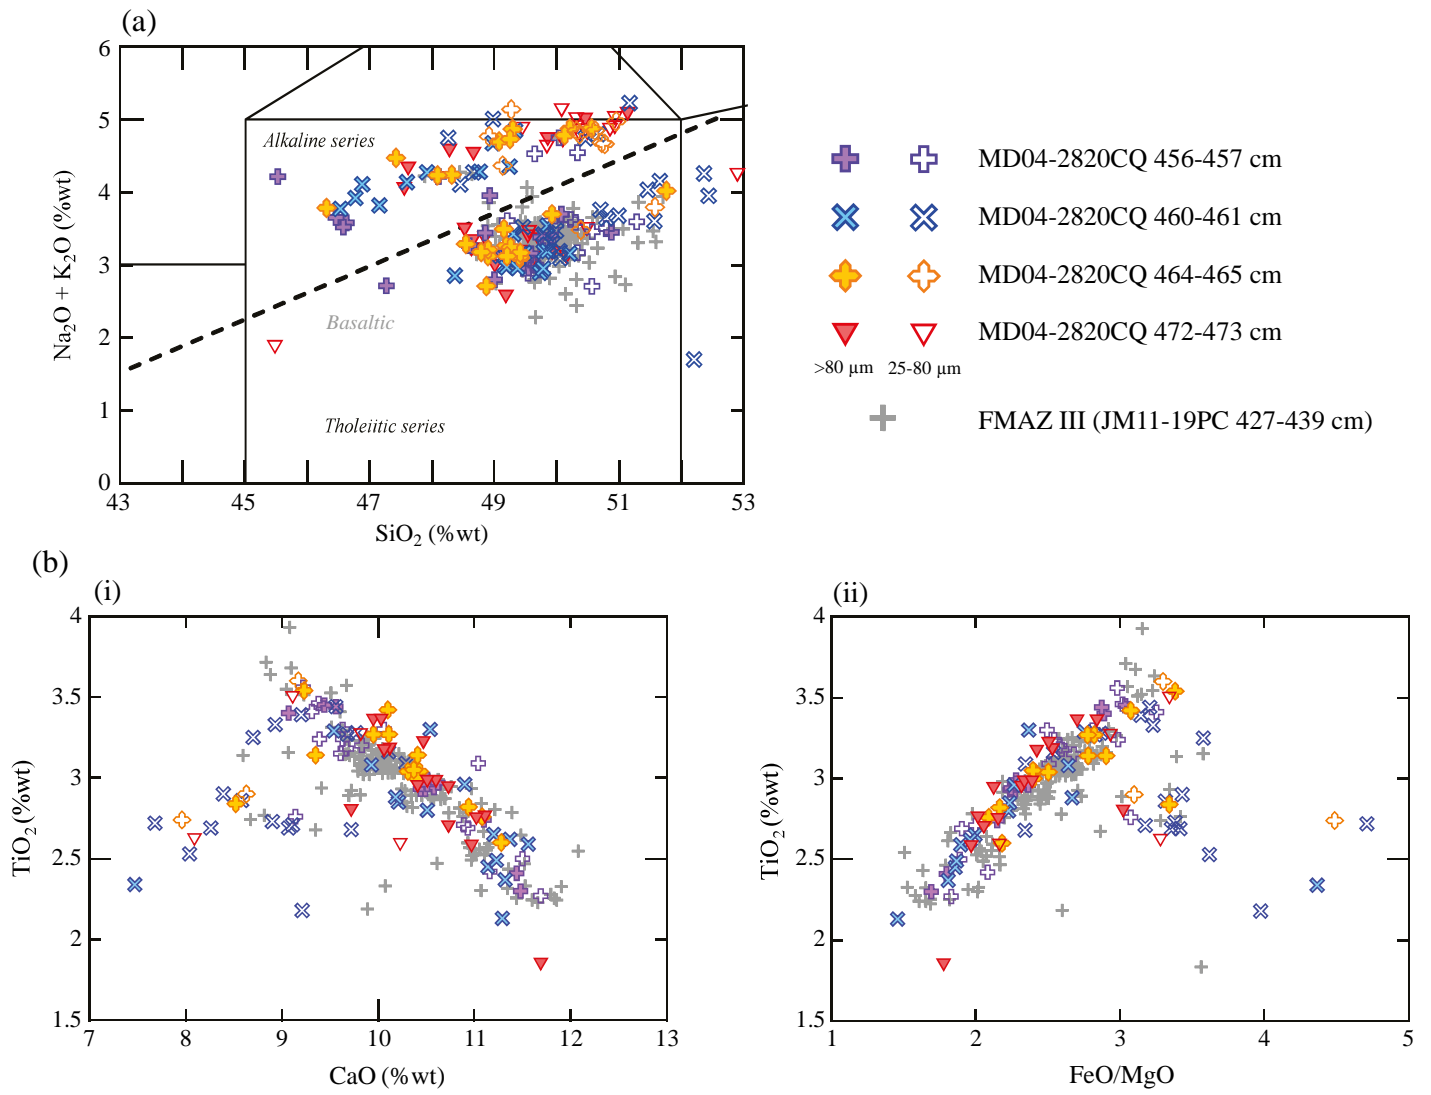 (a)
6
5
4
3
2
1
0
Na₂O + K₂O (%wt)
Alkaline series
Basaltic
Tholeiitic series
43 45 47 49 51 53
SiO₂ (%wt)
MD04-2820CQ 456-457 cm
MD04-2820CQ 460-461 cm
MD04-2820CQ 464-465 cm
MD04-2820CQ 472-473 cm
>80 µm 25-80 µm
FMAZ III (JM11-19PC 427-439 cm)
(b)
(i)
4
3.5
3
2.5
2
1.5
TiO₂ (%wt)
7 8 9 10 11 12 13
CaO (%wt)
(ii)
4
3.5
3
2.5
2
1.5
TiO₂ (%wt)
1 2 3 4 5
FeO/MgO